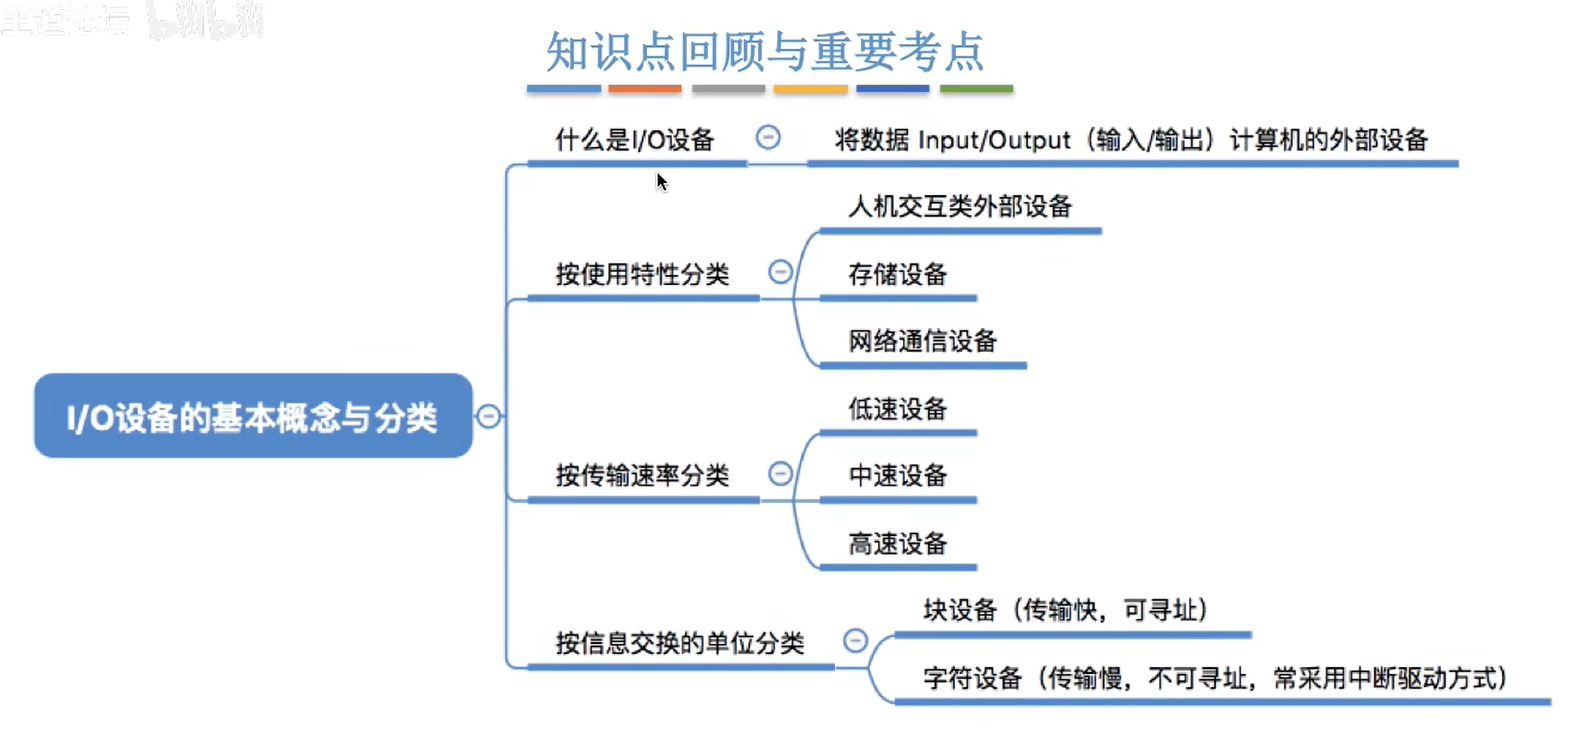 王道论坛 bilibili
知识点回顾与重要考点
什么是I/O设备
将数据 Input/Output（输入/输出）计算机的外部设备
人机交互类外部设备
按使用特性分类
存储设备
网络通信设备
I/O设备的基本概念与分类
低速设备
按传输速率分类
中速设备
高速设备
块设备（传输快，可寻址）
按信息交换的单位分类
字符设备（传输慢，不可寻址，常采用中断驱动方式）